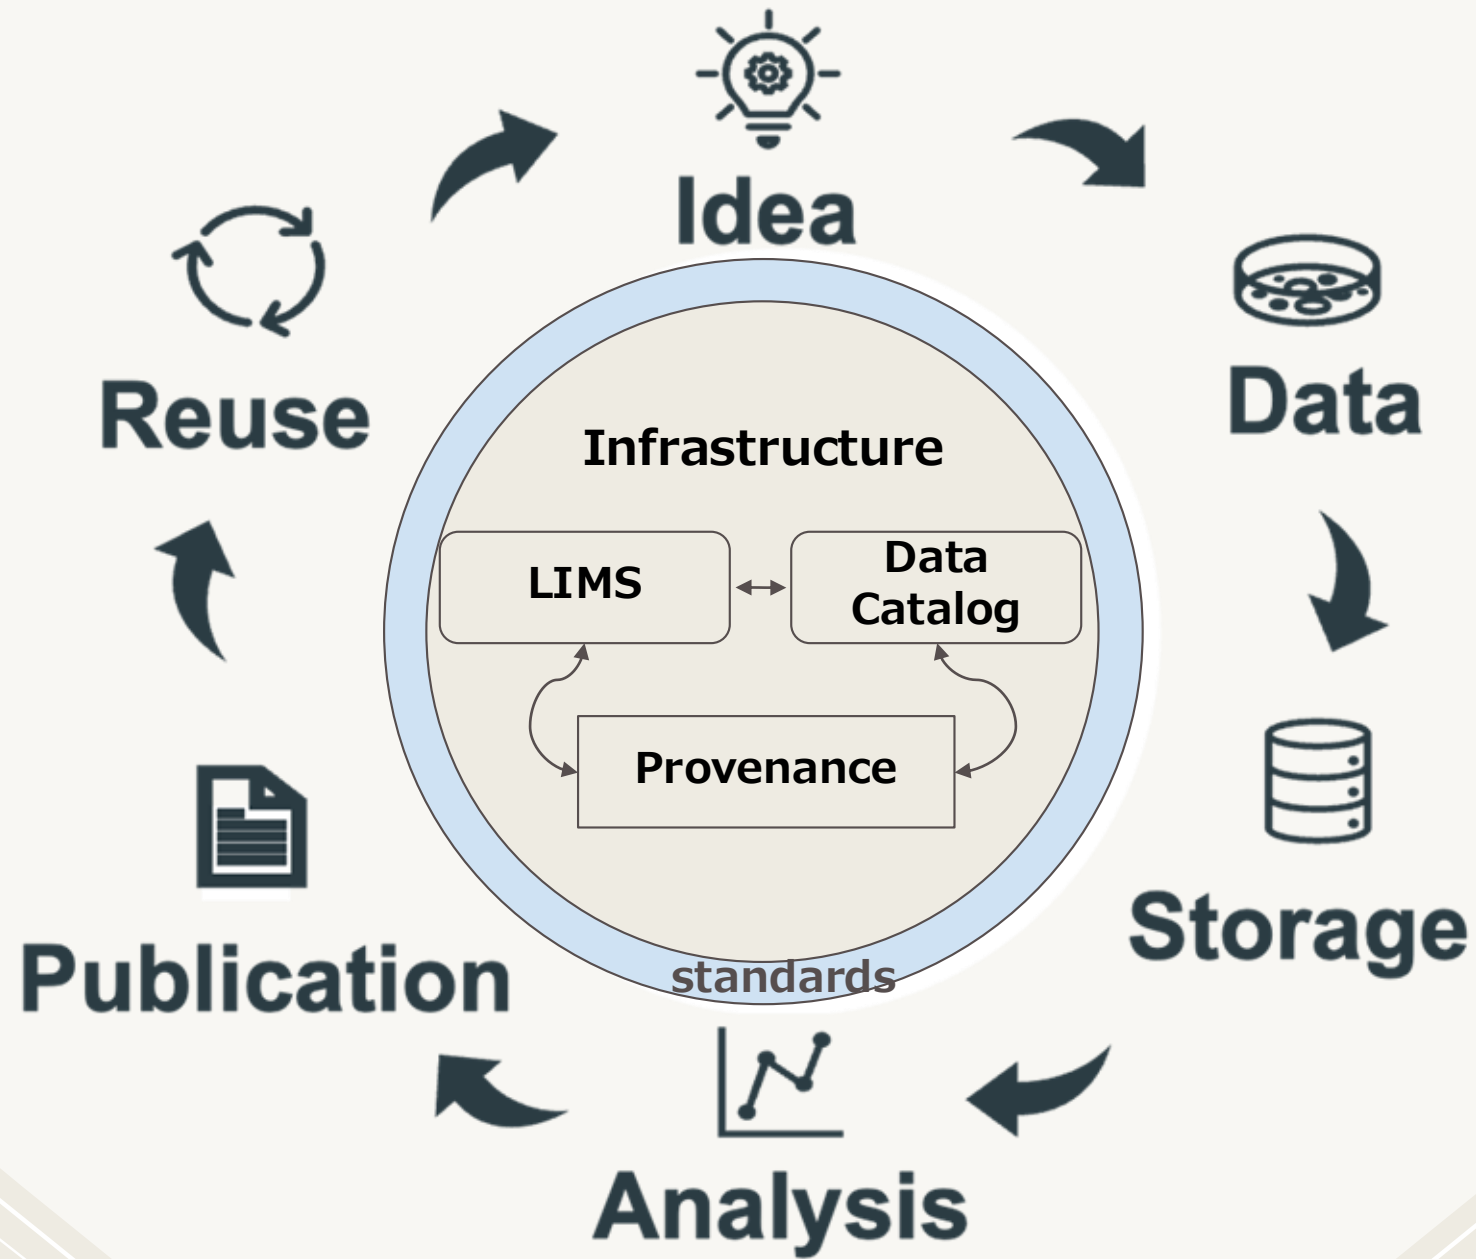 Idea
Data
Reuse
Infrastructure
LIMS
Data
Catalog
Provenance
Storage
Publication
standards
Analysis